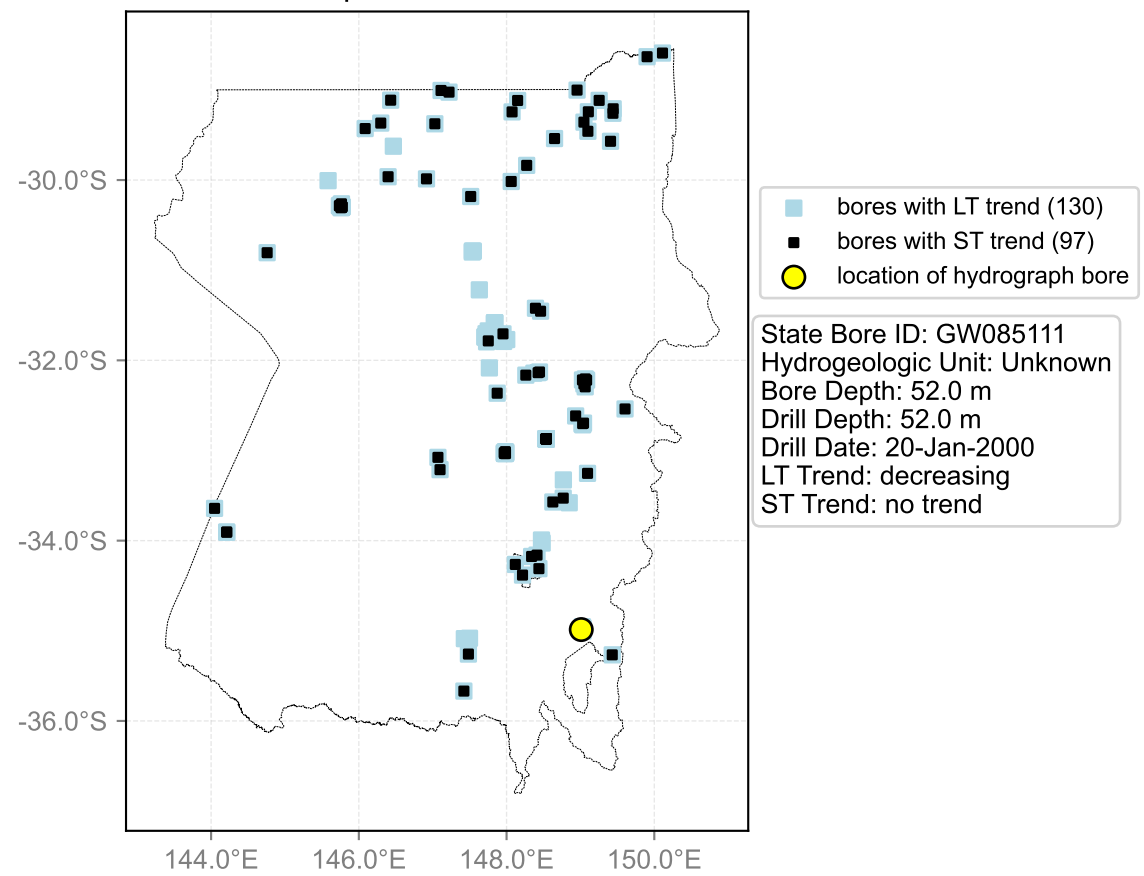 -30.0°S
-32.0°S
-34.0°S
-36.0°S
144.0°E 146.0°E 148.0°E 150.0°E
bores with LT trend (130)
bores with ST trend (97)
location of hydrograph bore
State Bore ID: GW085111
Hydrogeologic Unit: Unknown
Bore Depth: 52.0 m
Drill Depth: 52.0 m
Drill Date: 20-Jan-2000
LT Trend: decreasing
ST Trend: no trend